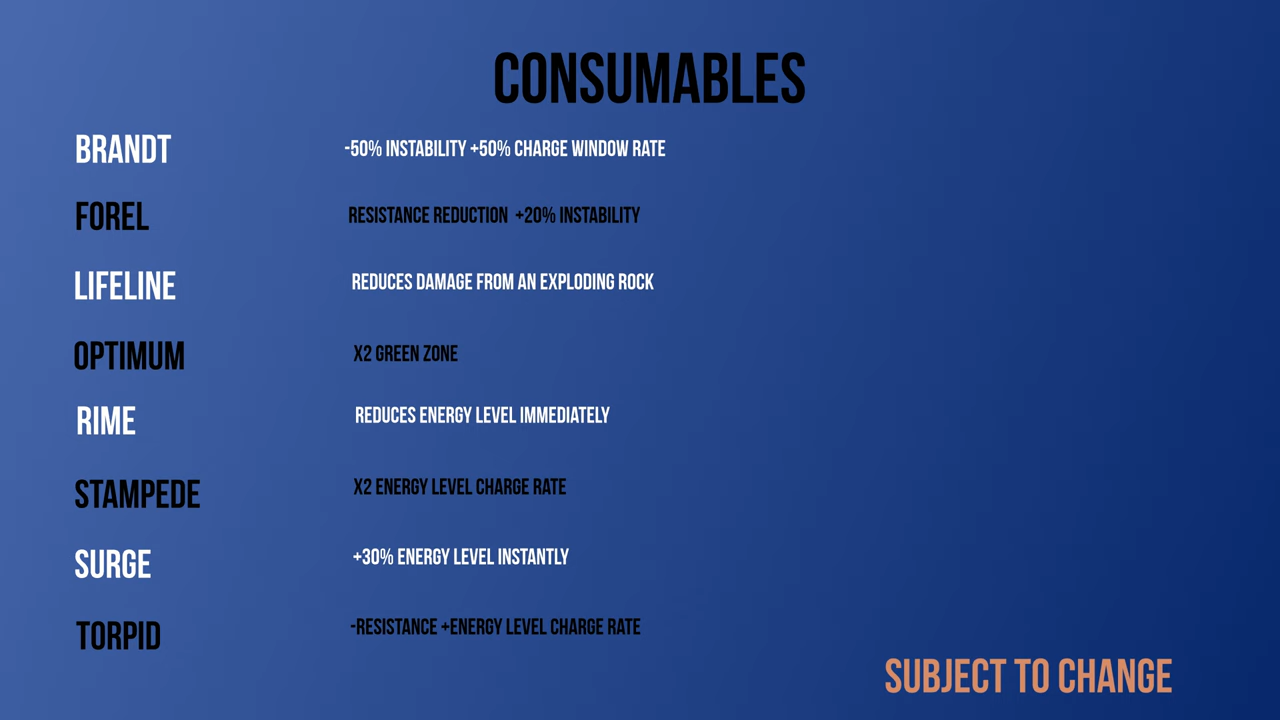 CONSUMABLES
BRANDT -50% INSTABILITY +50% CHARGE WINDOW RATE
FOREL RESISTANCE REDUCTION +20% INSTABILITY
LIFELINE REDUCES DAMAGE FROM AN EXPLODING ROCK
OPTIMUM X2 GREEN ZONE
RIME REDUCES ENERGY LEVEL IMMEDIATELY
STAMPEDE X2 ENERGY LEVEL CHARGE RATE
SURGE +30% ENERGY LEVEL INSTANTLY
TORPID -RESISTANCE +ENERGY LEVEL CHARGE RATE
SUBJECT TO CHANGE